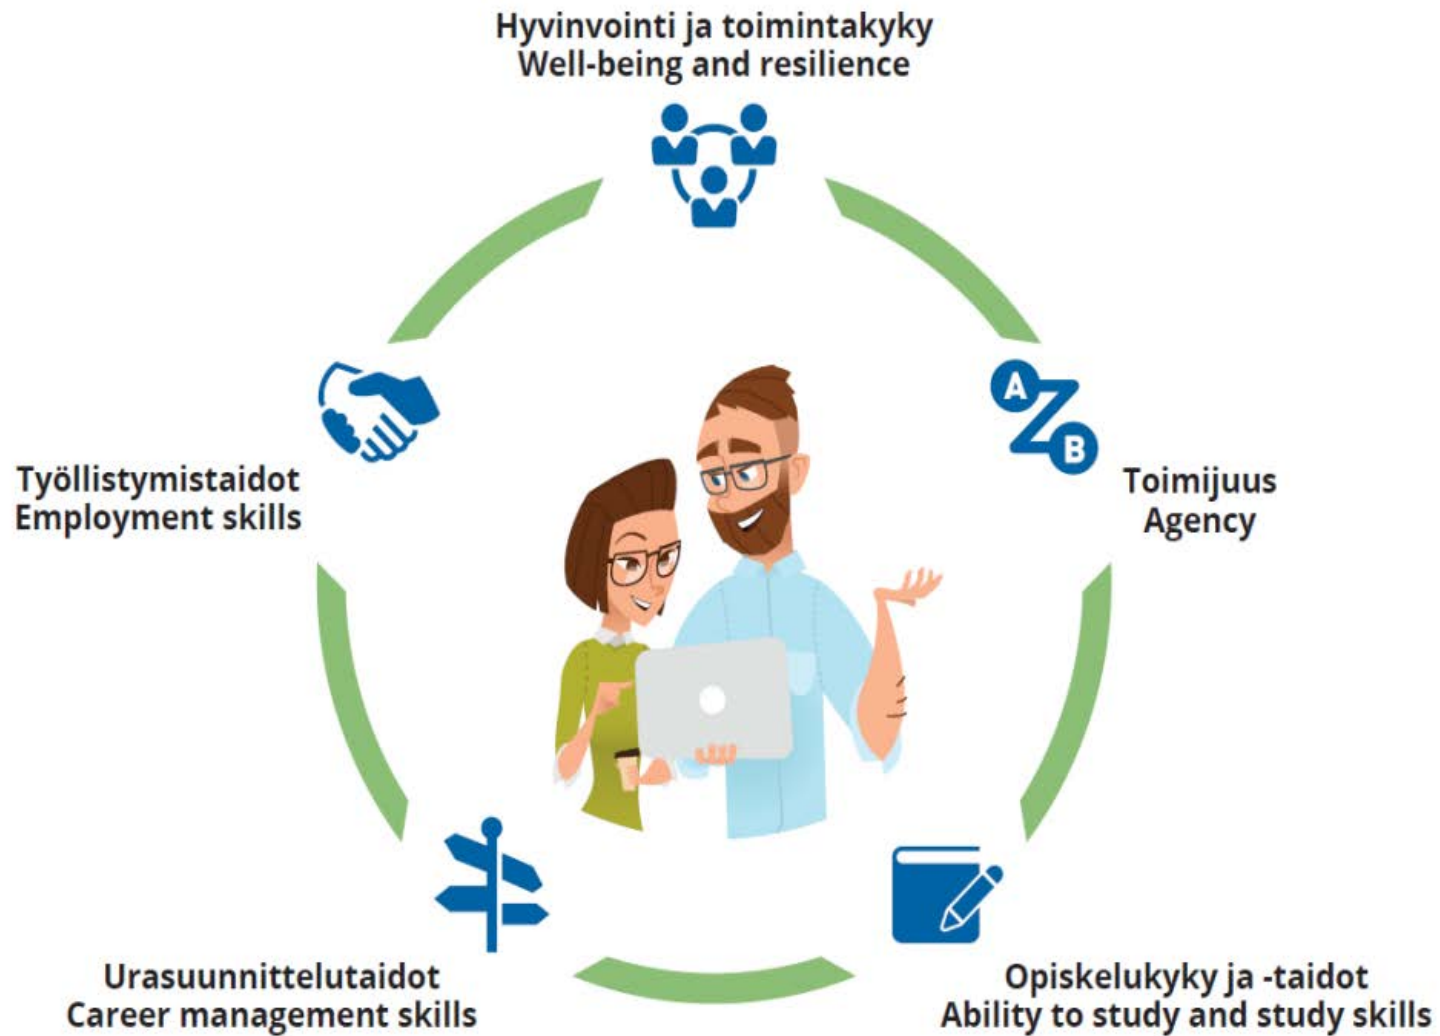 Hyvinvointi ja toimintakyky
Well-being and resilience
A
B
Työllistymistaidot
Employment skills
Toimijuus
Agency
Urasuunnittelutaidot
Career management skills
Opiskelukyky ja -taidot
Ability to study and study skills